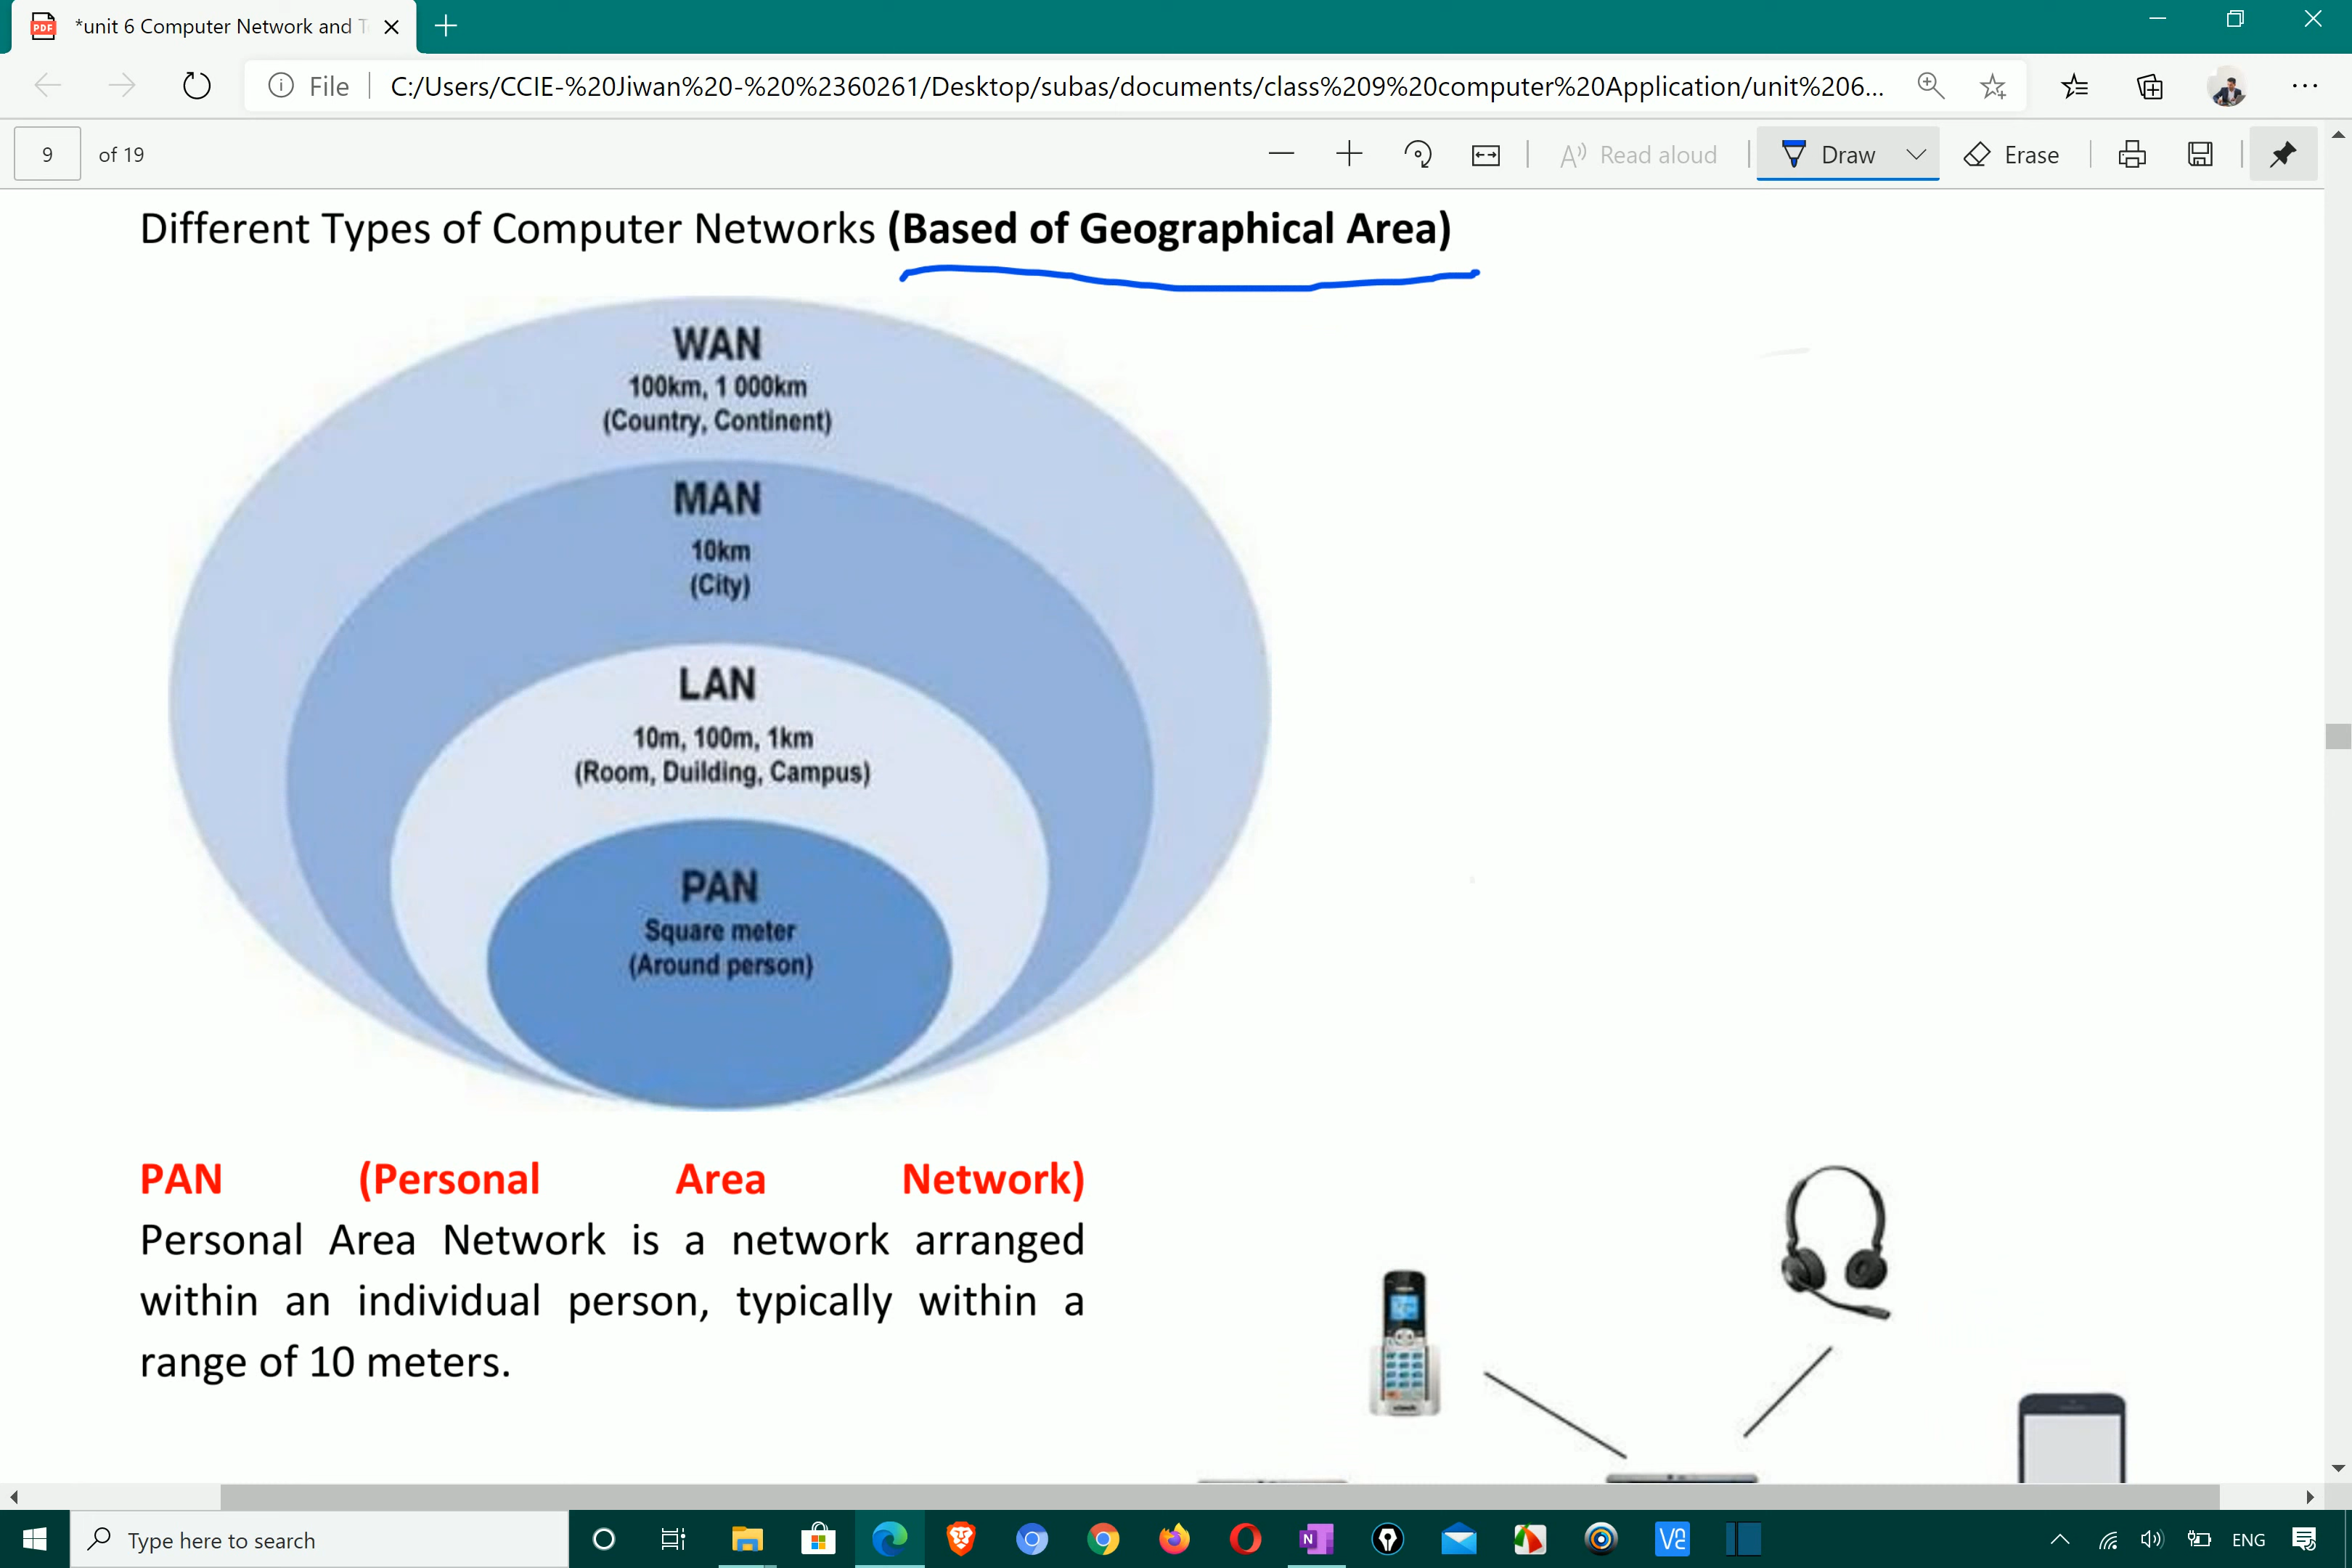 *unit 6 Computer Network and T
File
C:/Users/CCIE-%20Jiwan%20-%20%2360261/Desktop/subas/documents/class%209%20computer%20Application/unit%206...
9 of 19
Read aloud
Draw
Erase
Different Types of Computer Networks (Based of Geographical Area)
WAN
100km, 1 000km
(Country, Continent)
MAN
10km
(City)
LAN
10m, 100m, 1km
(Room, Duilding, Campus)
PAN
Square meter
(Around person)
PAN (Personal Area Network)
Personal Area Network is a network arranged
within an individual person, typically within a
range of 10 meters.
Type here to search
ENG